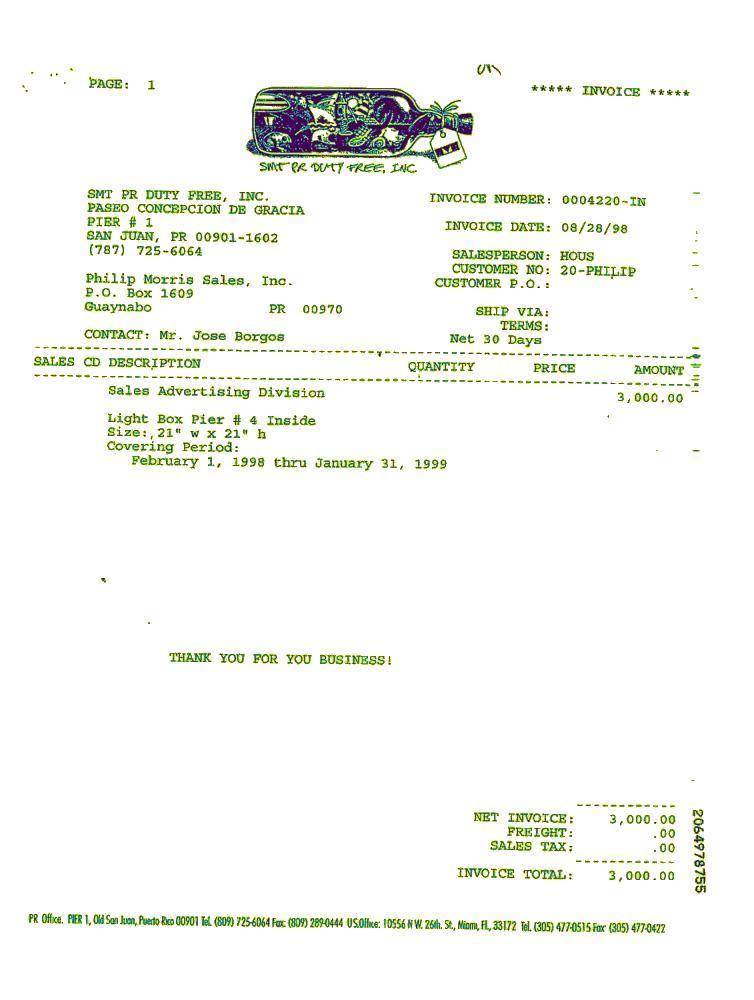 PAGE: 1
***** INVOICE *****
SMT PR DUTY FREE, INC.
SMT PR DUTY FREE, INC.
PASEO CONCEPCION DE GRACIA
PIER # 1
SAN JUAN, PR 00901-1602
(787) 725-6064
INVOICE NUMBER: 0004220-IN
INVOICE DATE: 08/28/98
SALESPERSON: HOUS
CUSTOMER NO: 20-PHILIP
CUSTOMER P.O.:
Philip Morris Sales, Inc.
P.O. Box 1609
Guaynabo PR 00970
SHIP VIA:
TERMS:
Net 30 Days
CONTACT: Mr. Jose Borgos
SALES CD DESCRIPTION QUANTITY PRICE AMOUNT
Sales Advertising Division 3,000.00
Light Box Pier # 4 Inside
Size: 21" w x 21" h
Covering Period:
February 1, 1998 thru January 31, 1999
THANK YOU FOR YOU BUSINESS!
NET INVOICE: 3,000.00
FREIGHT: .00
SALES TAX: .00
INVOICE TOTAL: 3,000.00
2064978755
PR Office. PIER 1, Old San Juan, Puerto Rico 00901 Tel. (809) 725-6064 Fax: (809) 289-0444 US.Office: 10556 N W. 26th. St., Miami, FL, 33172 Tel. (305) 477-0515 Fax (305) 477-0422